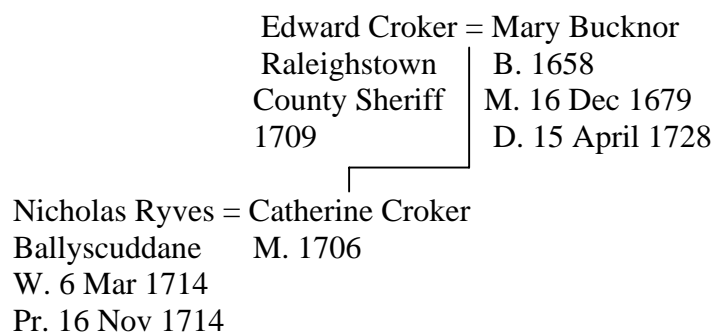 Edward Croker = Mary Bucknor
Raleighstown B. 1658
County Sheriff M. 16 Dec 1679
1709 D. 15 April 1728
Nicholas Ryves = Catherine Croker
Ballyscuddane M. 1706
W. 6 Mar 1714
Pr. 16 Nov 1714